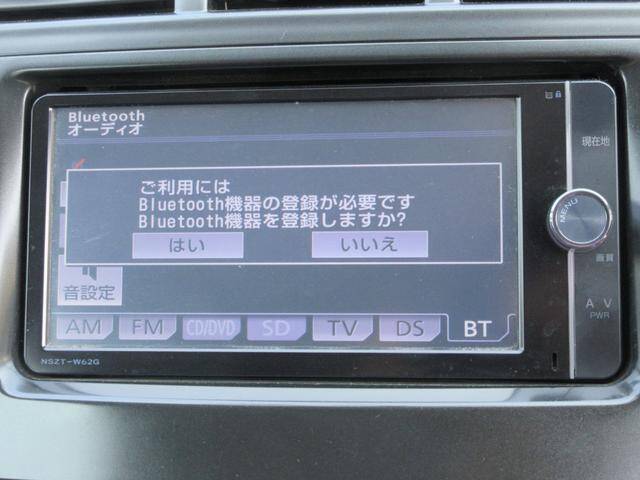 Bluetooth
オーディオ
ご利用には
Bluetooth機器の登録が必要です
Bluetooth機器を登録しますか?
はい
いいえ
音設定
AM
FM
CD/DVD
SD
TV
DS
BT
NSZT-W62G
現在地
MENU
画質
A V
PWR